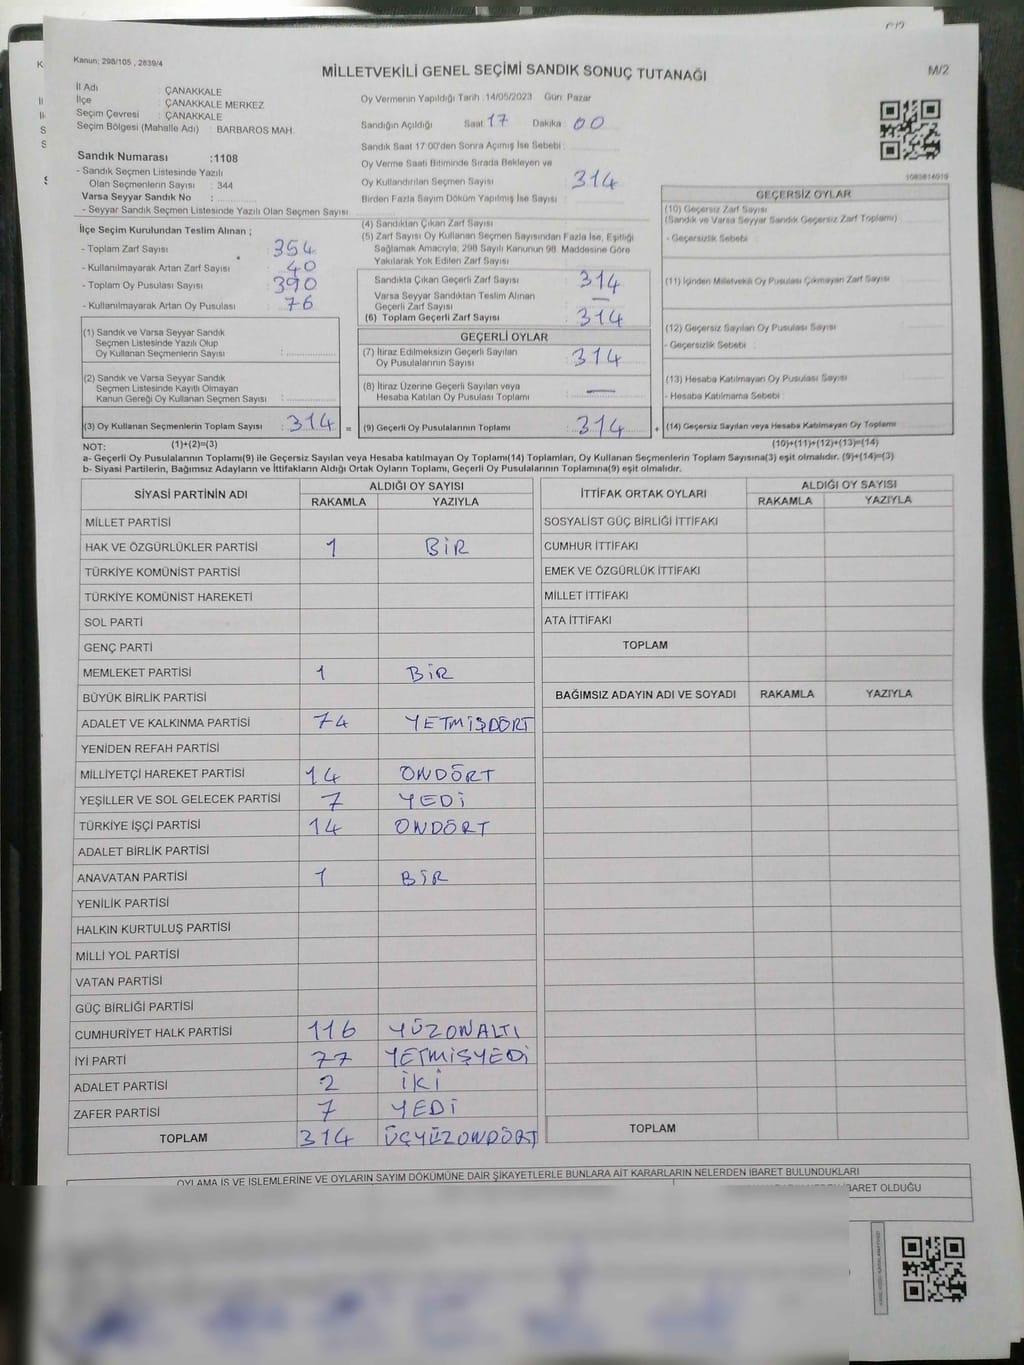 Kanun; 298/105 , 2839/4
MİLLETVEKİLİ GENEL SEÇİMİ SANDIK SONUÇ TUTANAĞI
M/2
İl Adı : ÇANAKKALE
İlçe : ÇANAKKALE MERKEZ
Seçim Çevresi : ÇANAKKALE
Seçim Bölgesi (Mahalle Adı) : BARBAROS MAH.
Oy Vermenin Yapıldığı Tarih :14/05/2023 Gün: Pazar
Sandığın Açıldığı Saat 17 Dakika 00
Sandık Saat 17:00'den Sonra Açılmış İse Sebebi :
Oy Verme Saati Bitiminde Sırada Bekleyen ve
Oy Kullandırılan Seçmen Sayısı 314
Birden Fazla Sayım Döküm Yapılmış İse Sayısı :
Sandık Numarası :1108
- Sandık Seçmen Listesinde Yazılı
Olan Seçmenlerin Sayısı : 344
Varsa Seyyar Sandık No :
- Seyyar Sandık Seçmen Listesinde Yazılı Olan Seçmen Sayısı
İlçe Seçim Kurulundan Teslim Alınan ;
- Toplam Zarf Sayısı : 354
- Kullanılmayarak Artan Zarf Sayısı : 40
- Toplam Oy Pusulası Sayısı : 390
- Kullanılmayarak Artan Oy Pusulası : 76
(1) Sandık ve Varsa Seyyar Sandık
Seçmen Listesinde Yazılı Olup
Oy Kullanan Seçmenlerin Sayısı :
(2) Sandık ve Varsa Seyyar Sandık
Seçmen Listesinde Kayıtlı Olmayan
Kanun Gereği Oy Kullanan Seçmen Sayısı :
(3) Oy Kullanan Seçmenlerin Toplam Sayısı : 314 =
(4) Sandıktan Çıkan Zarf Sayısı :
(5) Zarf Sayısı Oy Kullanan Seçmen Sayısından Fazla İse, Eşitliği
Sağlamak Amacıyla, 298 Sayılı Kanunun 98. Maddesine Göre
Yakılarak Yok Edilen Zarf Sayısı
Sandıkta Çıkan Geçerli Zarf Sayısı : 314
Varsa Seyyar Sandıktan Teslim Alınan
Geçerli Zarf Sayısı : —
(6) Toplam Geçerli Zarf Sayısı : 314
GEÇERLİ OYLAR
(7) İtiraz Edilmeksizin Geçerli Sayılan
Oy Pusulalarının Sayısı : 314
(8) İtiraz Üzerine Geçerli Sayılan veya
Hesaba Katılan Oy Pusulası Toplamı : —
(9) Geçerli Oy Pusulalarının Toplamı : 314 +
GEÇERSİZ OYLAR
(10) Geçersiz Zarf Sayısı
(Sandık ve Varsa Seyyar Sandık Geçersiz Zarf Toplamı)
- Geçersizlik Sebebi :
(11) İçinden Milletvekili Oy Pusulası Çıkmayan Zarf Sayısı
(12) Geçersiz Sayılan Oy Pusulası Sayısı
- Geçersizlik Sebebi :
(13) Hesaba Katılmayan Oy Pusulası Sayısı
- Hesaba Katılmama Sebebi :
(14) Geçersiz Sayılan veya Hesaba Katılmayan Oy Toplamı
NOT: (1)+(2)=(3) (10)+(11)+(12)+(13)=(14)
a- Geçerli Oy Pusulalarının Toplamı(9) ile Geçersiz Sayılan veya Hesaba katılmayan Oy Toplamı(14) Toplamları, Oy Kullanan Seçmenlerin Toplam Sayısına(3) eşit olmalıdır. (9)+(14)=(3)
b- Siyasi Partilerin, Bağımsız Adayların ve İttifakların Aldığı Ortak Oyların Toplamı, Geçerli Oy Pusulalarının Toplamına(9) eşit olmalıdır.
SİYASİ PARTİNİN ADI ALDIĞI OY SAYISI
RAKAMLA YAZIYLA
MİLLET PARTİSİ
HAK VE ÖZGÜRLÜKLER PARTİSİ 1 BİR
TÜRKİYE KOMÜNİST PARTİSİ
TÜRKİYE KOMÜNİST HAREKETİ
SOL PARTİ
GENÇ PARTİ
MEMLEKET PARTİSİ 1 BİR
BÜYÜK BİRLİK PARTİSİ
ADALET VE KALKINMA PARTİSİ 74 YETMİŞDÖRT
YENİDEN REFAH PARTİSİ
MİLLİYETÇİ HAREKET PARTİSİ 14 ONDÖRT
YEŞİLLER VE SOL GELECEK PARTİSİ 7 YEDİ
TÜRKİYE İŞÇİ PARTİSİ 14 ONDÖRT
ADALET BİRLİK PARTİSİ
ANAVATAN PARTİSİ 1 BİR
YENİLİK PARTİSİ
HALKIN KURTULUŞ PARTİSİ
MİLLİ YOL PARTİSİ
VATAN PARTİSİ
GÜÇ BİRLİĞİ PARTİSİ
CUMHURİYET HALK PARTİSİ 116 YÜZONALTI
İYİ PARTİ 77 YETMİŞYEDİ
ADALET PARTİSİ 2 İKİ
ZAFER PARTİSİ 7 YEDİ
TOPLAM 314 ÜÇYÜZONDÖRT
İTTİFAK ORTAK OYLARI ALDIĞI OY SAYISI
RAKAMLA YAZIYLA
SOSYALİST GÜÇ BİRLİĞİ İTTİFAKI
CUMHUR İTTİFAKI
EMEK VE ÖZGÜRLÜK İTTİFAKI
MİLLET İTTİFAKI
ATA İTTİFAKI
TOPLAM
BAĞIMSIZ ADAYIN ADI VE SOYADI RAKAMLA YAZIYLA
TOPLAM
OYLAMA İŞ VE İŞLEMLERİNE VE OYLARIN SAYIM DÖKÜMÜNE DAİR ŞİKAYETLERLE BUNLARA AİT KARARLARIN NELERDEN İBARET BULUNDUKLARI
İBARET OLDUĞU